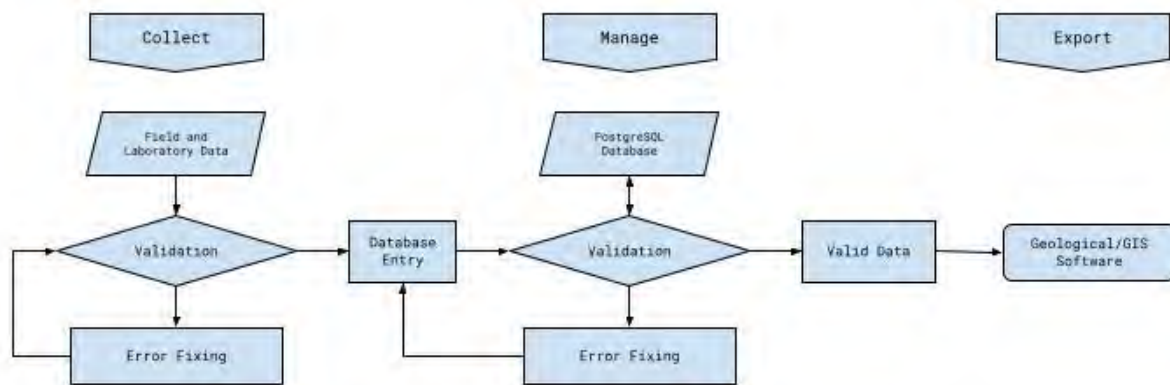 Collect
Manage
Export
Field and
Laboratory Data
PostgreSQL
Database
Validation
Database
Entry
Validation
Valid Data
Geological/GIS
Software
Error Fixing
Error Fixing